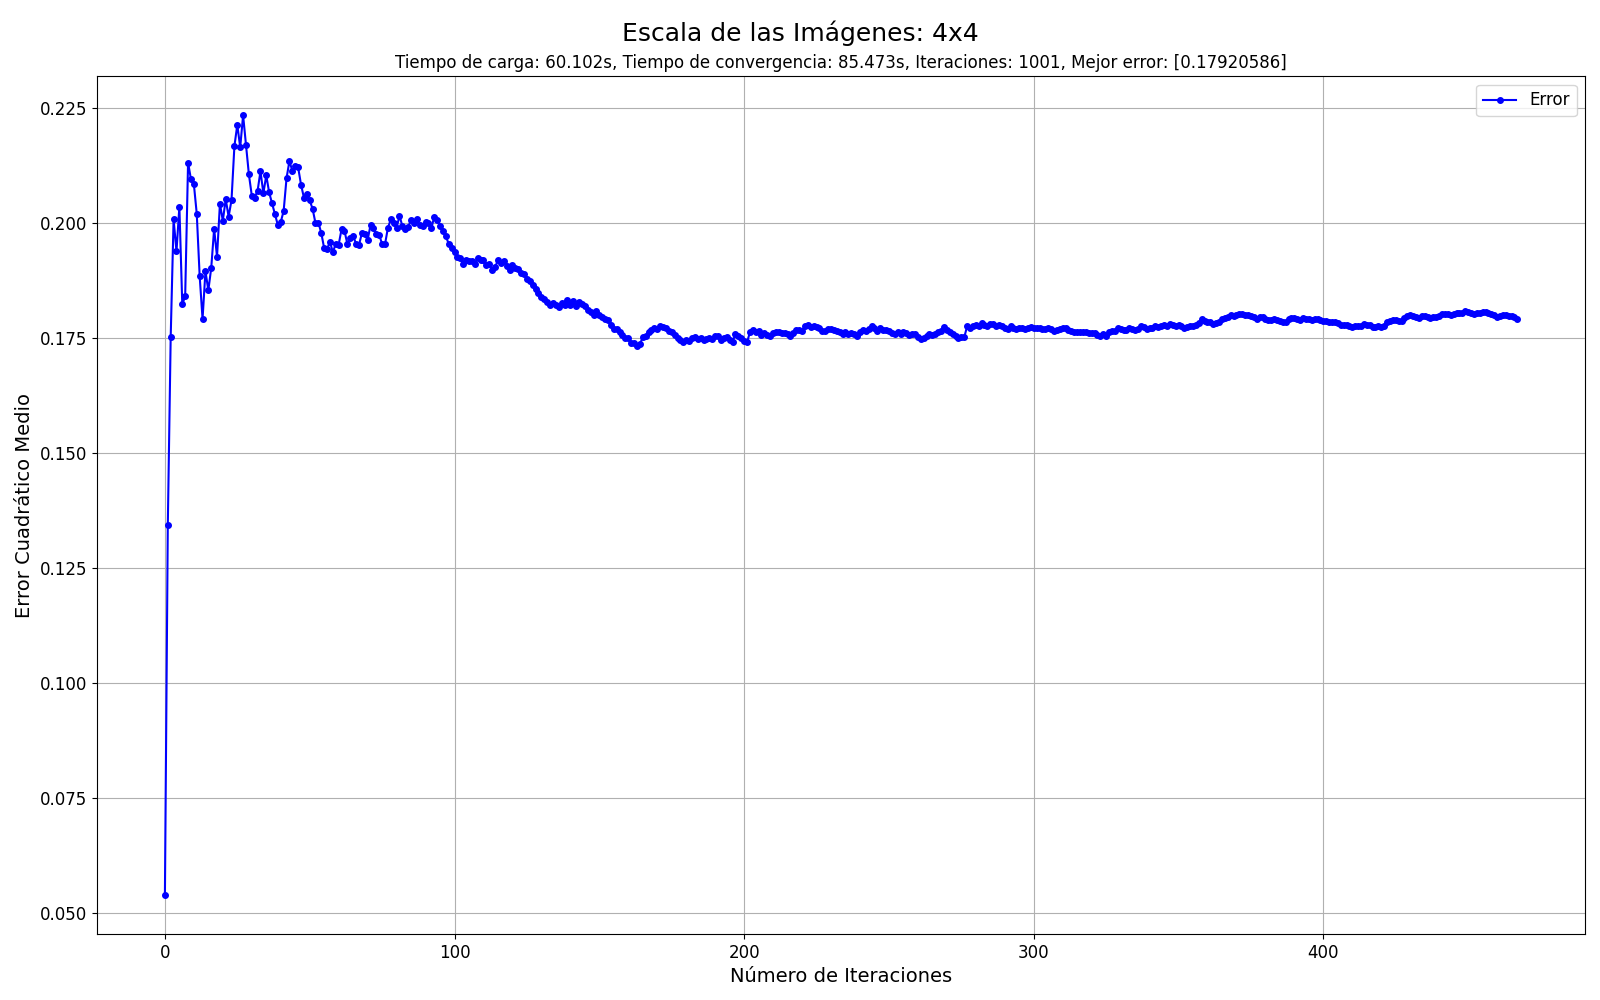 Escala de las Imágenes: 4x4
Tiempo de carga: 60.102s, Tiempo de convergencia: 85.473s, Iteraciones: 1001, Mejor error: [0.17920586]
Error
0.225
0.200
0.175
0.150
0.125
0.100
0.075
0.050
Error Cuadrático Medio
0 100 200 300 400
Número de Iteraciones